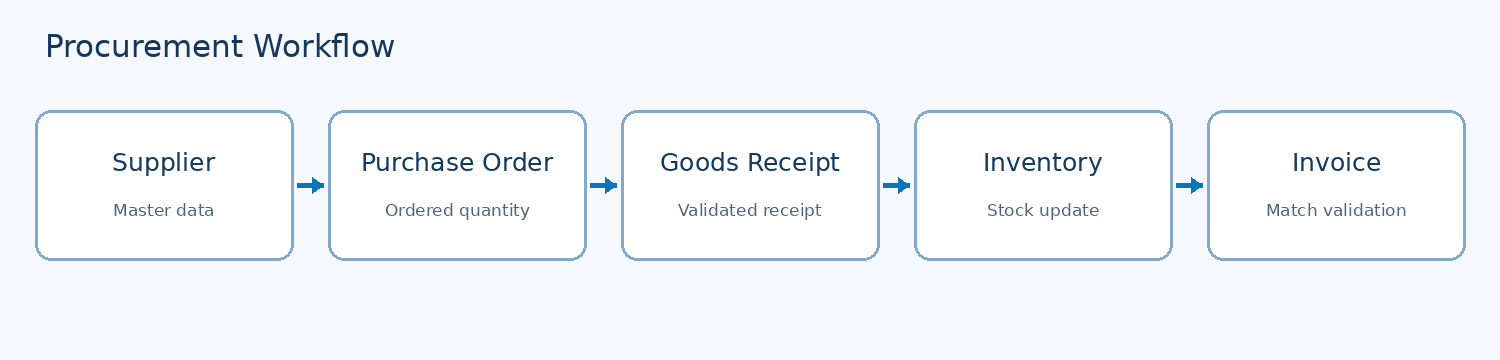 Procurement Workflow
Supplier
Master data
Purchase Order
Ordered quantity
Goods Receipt
Validated receipt
Inventory
Stock update
Invoice
Match validation